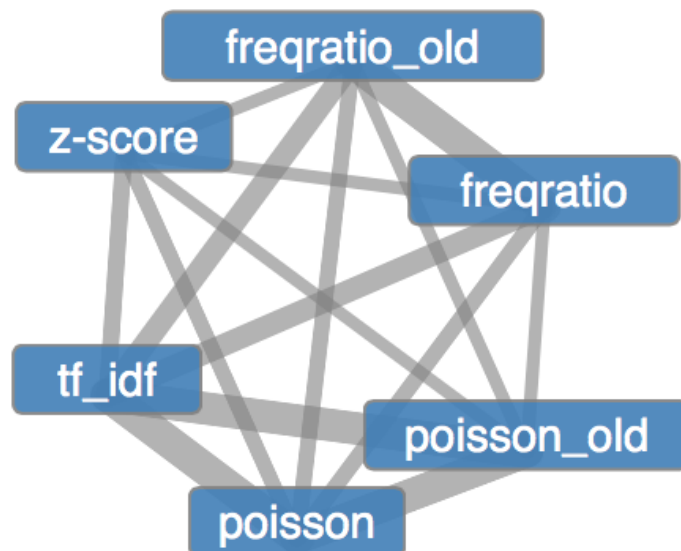 freqratio_old
z-score
freqratio
tf_idf
poisson_old
poisson